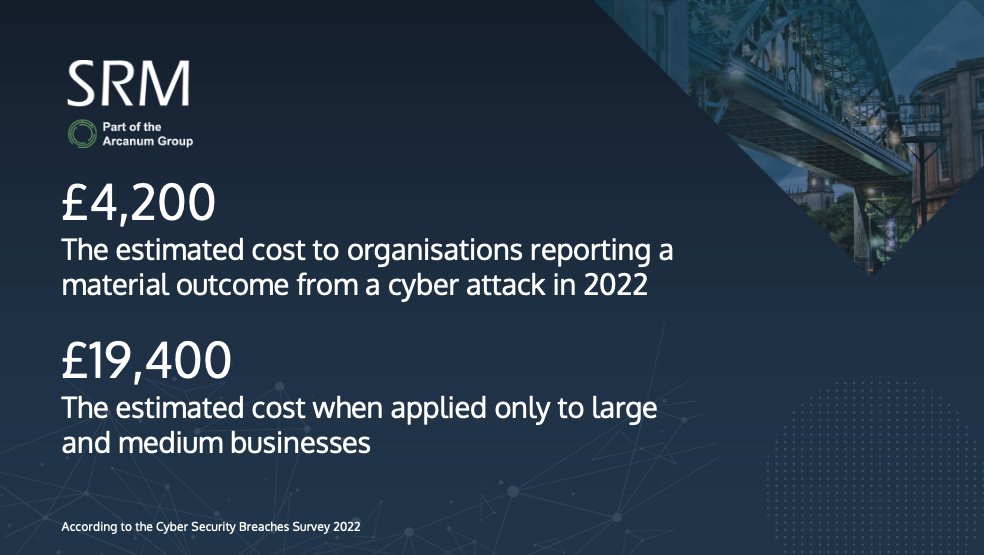 SRM
Part of the
Arcanum Group
£4,200
The estimated cost to organisations reporting a
material outcome from a cyber attack in 2022
£19,400
The estimated cost when applied only to large
and medium businesses
According to the Cyber Security Breaches Survey 2022